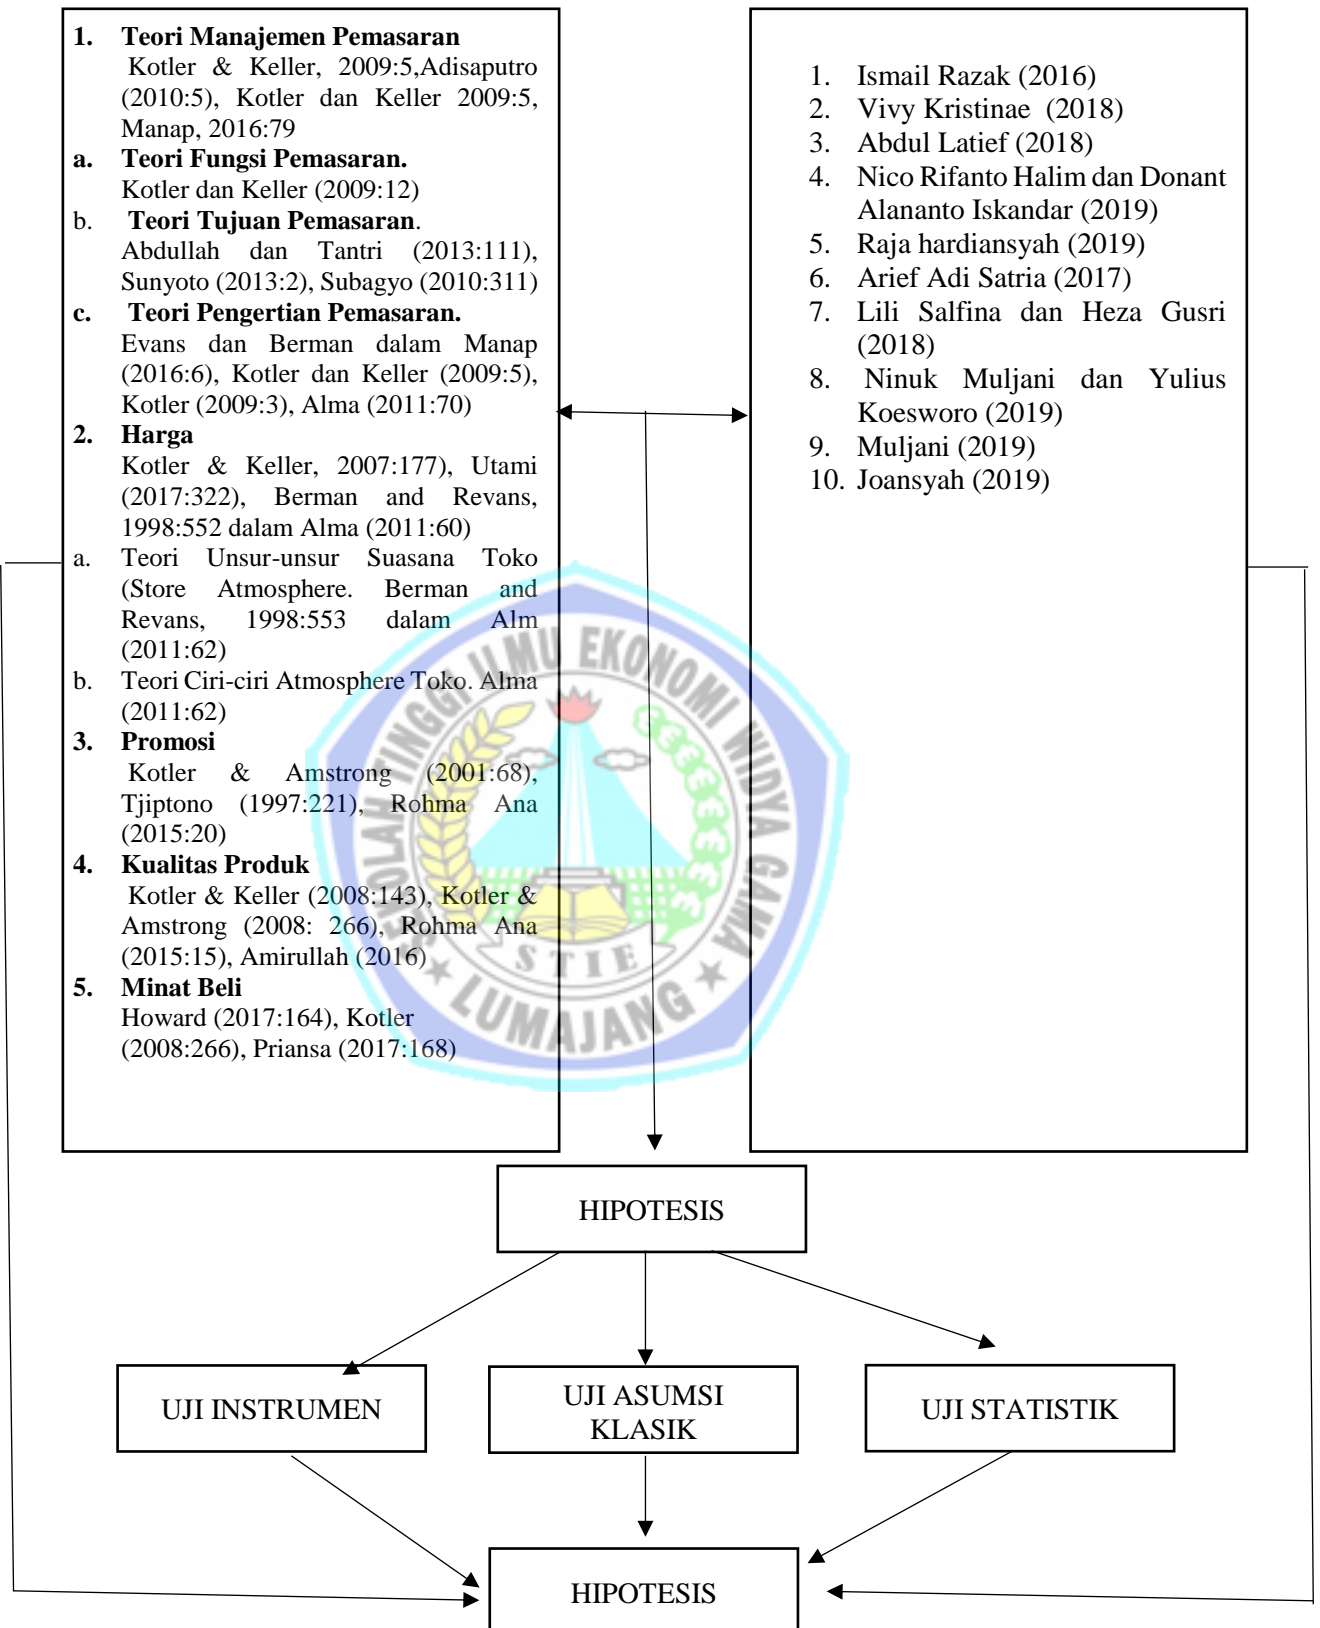 1. Teori Manajemen Pemasaran
Kotler & Keller, 2009:5,Adisaputro
(2010:5), Kotler dan Keller 2009:5,
Manap, 2016:79
a. Teori Fungsi Pemasaran.
Kotler dan Keller (2009:12)
b. Teori Tujuan Pemasaran.
Abdullah dan Tantri (2013:111),
Sunyoto (2013:2), Subagyo (2010:311)
c. Teori Pengertian Pemasaran.
Evans dan Berman dalam Manap
(2016:6), Kotler dan Keller (2009:5),
Kotler (2009:3), Alma (2011:70)
2. Harga
Kotler & Keller, 2007:177), Utami
(2017:322), Berman and Revans,
1998:552 dalam Alma (2011:60)
a. Teori Unsur-unsur Suasana Toko
(Store Atmosphere. Berman and
Revans, 1998:553 dalam Alm
(2011:62)
b. Teori Ciri-ciri Atmosphere Toko. Alma
(2011:62)
3. Promosi
Kotler & Amstrong (2001:68),
Tjiptono (1997:221), Rohma Ana
(2015:20)
4. Kualitas Produk
Kotler & Keller (2008:143), Kotler &
Amstrong (2008: 266), Rohma Ana
(2015:15), Amirullah (2016)
5. Minat Beli
Howard (2017:164), Kotler
(2008:266), Priansa (2017:168)
1. Ismail Razak (2016)
2. Vivy Kristinae (2018)
3. Abdul Latief (2018)
4. Nico Rifanto Halim dan Donant
Alananto Iskandar (2019)
5. Raja hardiansyah (2019)
6. Arief Adi Satria (2017)
7. Lili Salfina dan Heza Gusri
(2018)
8. Ninuk Muljani dan Yulius
Koesworo (2019)
9. Muljani (2019)
10. Joansyah (2019)
SEKOLAH TINGGI ILMU EKONOMI WIDYA GAMA
STIE
LUMAJANG
HIPOTESIS
UJI INSTRUMEN
UJI ASUMSI
KLASIK
UJI STATISTIK
HIPOTESIS